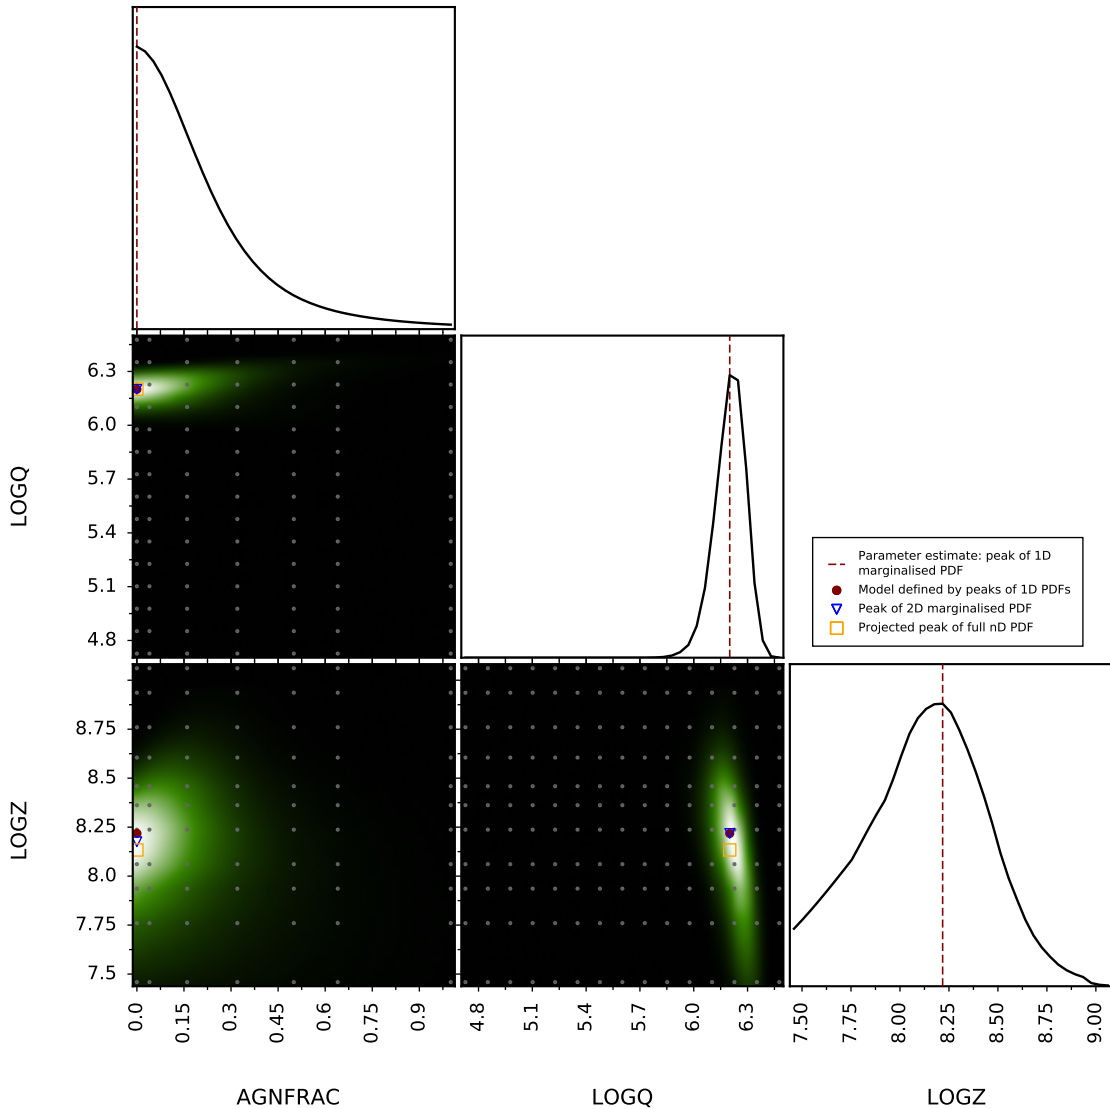 6.3
6.0
5.7
5.4
5.1
4.8
LOGQ
Parameter estimate: peak of 1D
marginalised PDF
Model defined by peaks of 1D PDFs
Peak of 2D marginalised PDF
Projected peak of full nD PDF
8.75
8.5
8.25
8.0
7.75
7.5
LOGZ
0.0 0.15 0.3 0.45 0.6 0.75 0.9
4.8 5.1 5.4 5.7 6.0 6.3
7.50 7.75 8.00 8.25 8.50 8.75 9.00
AGNFRAC
LOGQ
LOGZ